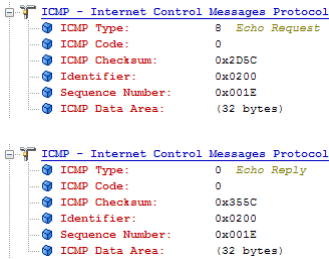 ICMP - Internet Control Messages Protocol
ICMP Type: 8 Echo Request
ICMP Code: 0
ICMP Checksum: 0x2D5C
Identifier: 0x0200
Sequence Number: 0x001E
ICMP Data Area: (32 bytes)
ICMP - Internet Control Messages Protocol
ICMP Type: 0 Echo Reply
ICMP Code: 0
ICMP Checksum: 0x355C
Identifier: 0x0200
Sequence Number: 0x001E
ICMP Data Area: (32 bytes)